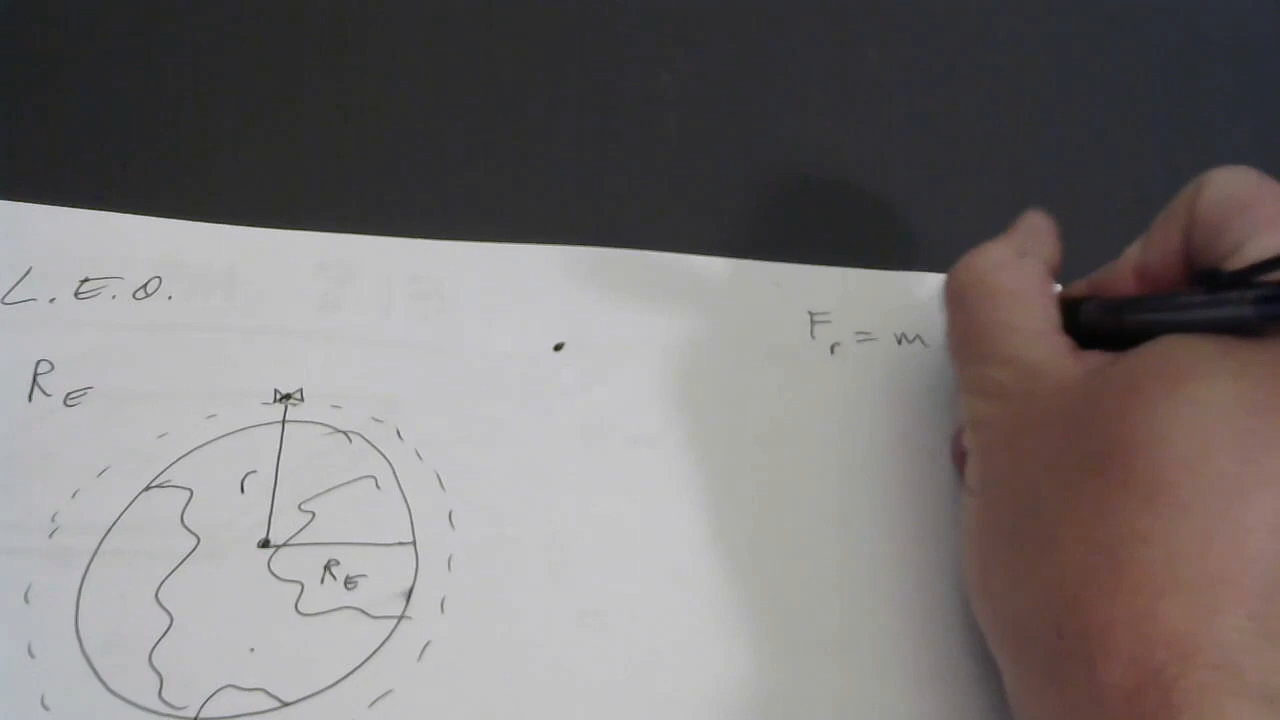 L.E.O.
F_r = m
R_E
r
R_E